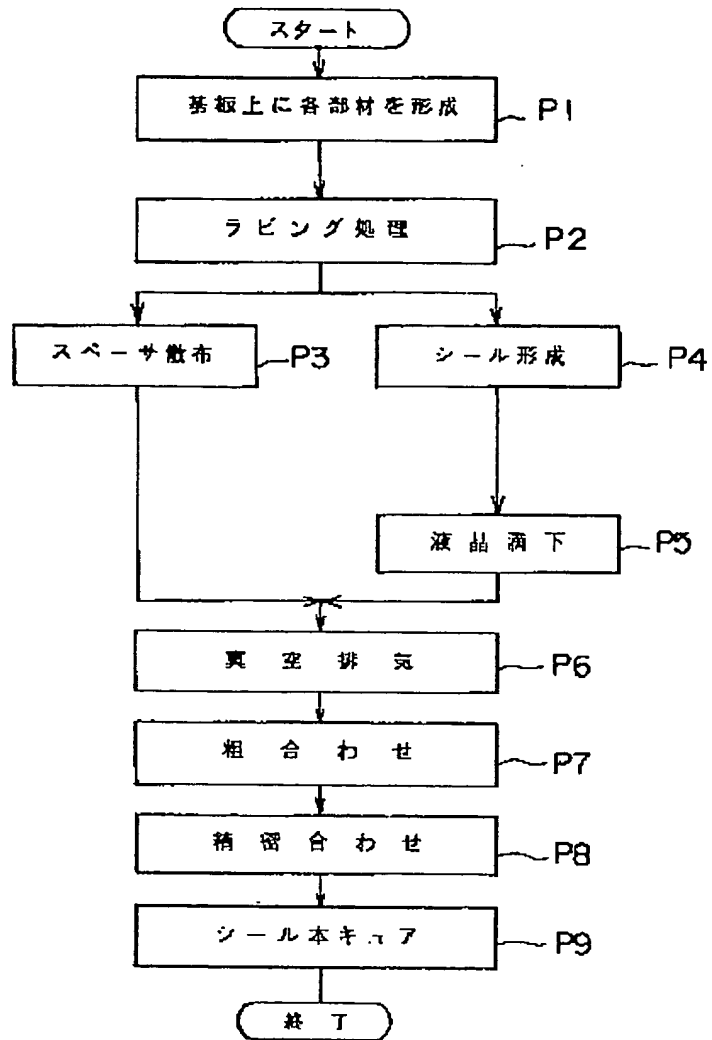 スタート
基板上に各部材を形成 P1
ラビング処理 P2
スペーサ散布 P3
シール形成 P4
液晶滴下 P5
真空排気 P6
粗合わせ P7
精密合わせ P8
シール本キュア P9
終了